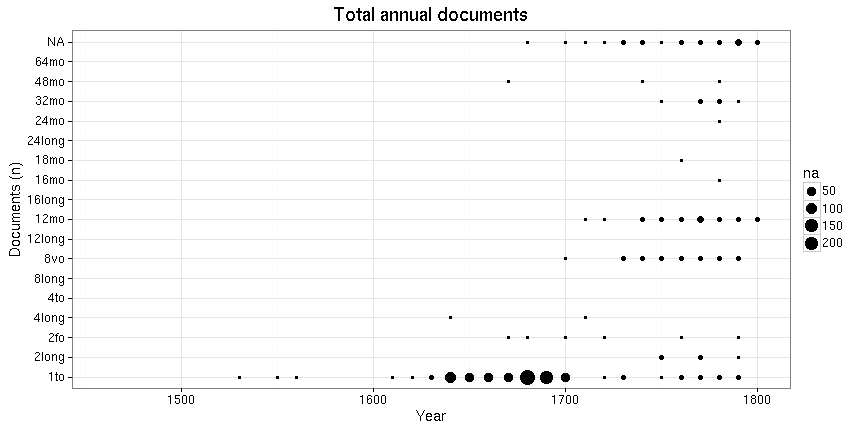 Total annual documents
NA
64mo
48mo
32mo
24mo
24long
18mo
16mo
16long
12mo
12long
8vo
8long
4to
4long
2fo
2long
1to
Documents (n)
1500 1600 1700 1800
Year
na
50
100
150
200